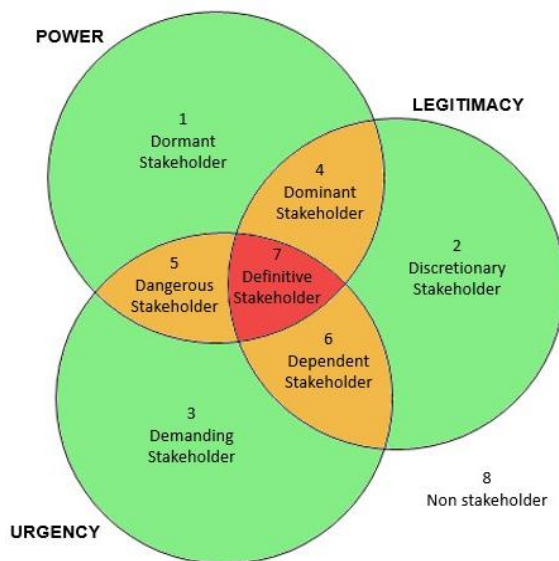 POWER
LEGITIMACY
1
Dormant
Stakeholder
4
Dominant
Stakeholder
2
Discretionary
Stakeholder
5
Dangerous
Stakeholder
7
Definitive
Stakeholder
6
Dependent
Stakeholder
3
Demanding
Stakeholder
8
Non stakeholder
URGENCY